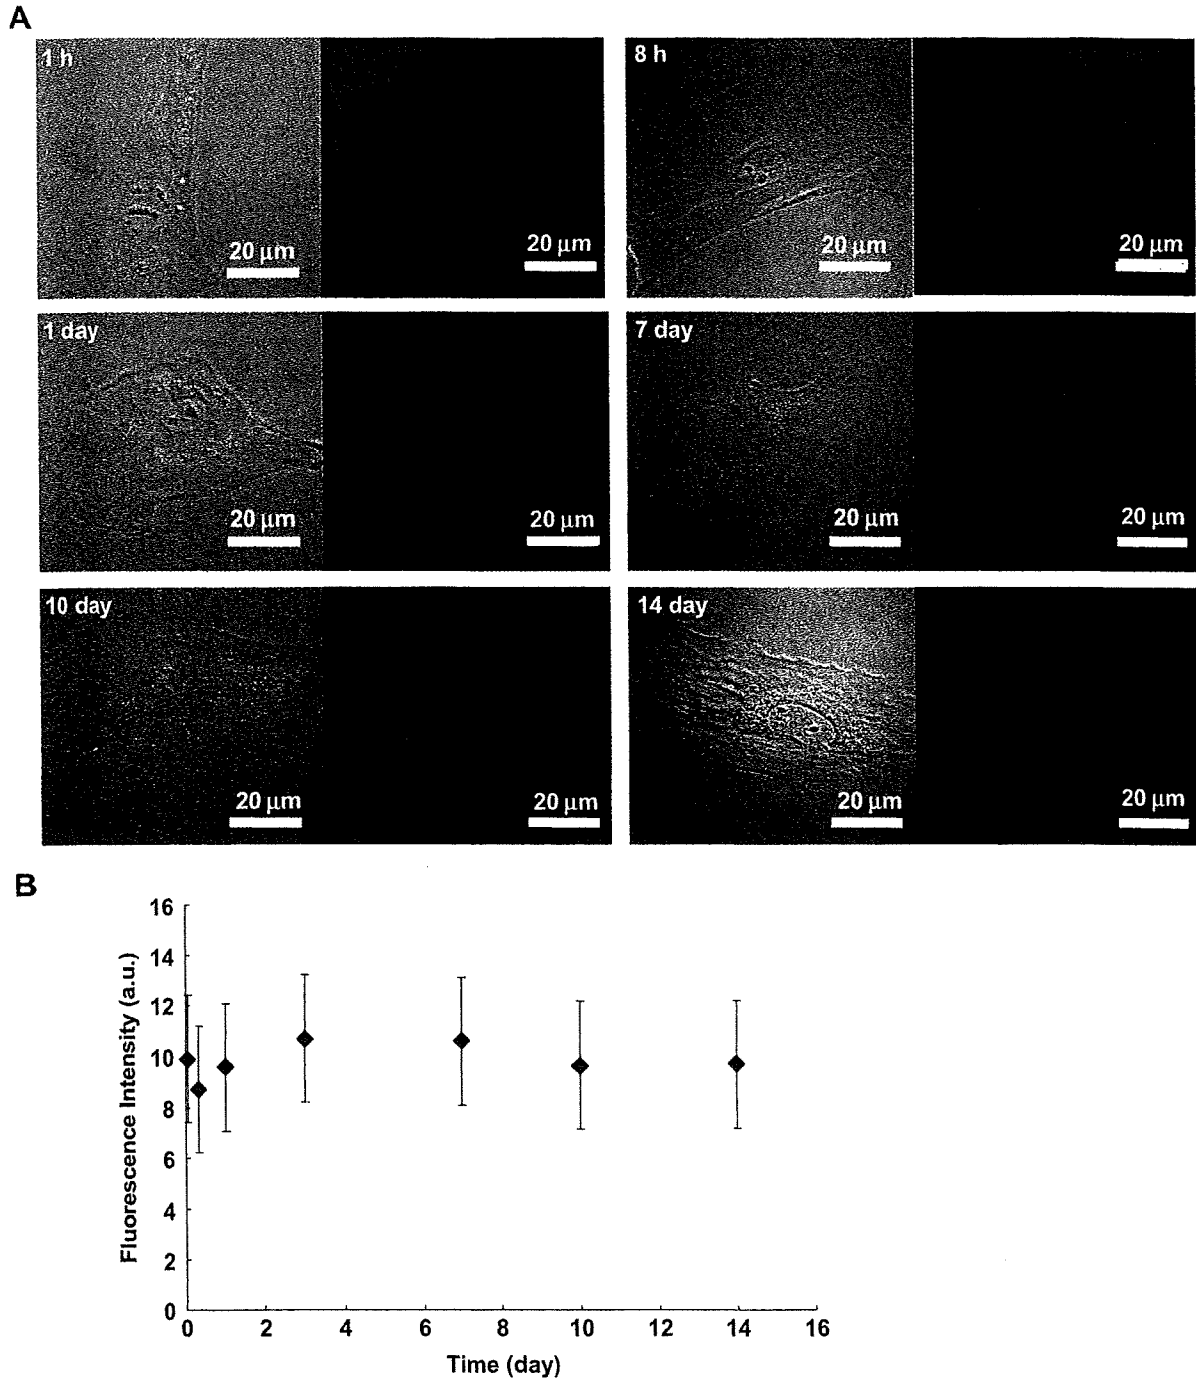 A
1 h
20 μm
20 μm
8 h
20 μm
20 μm
1 day
20 μm
20 μm
7 day
20 μm
20 μm
10 day
20 μm
20 μm
14 day
20 μm
20 μm
B
Fluorescence Intensity (a.u.)
16
14
12
10
8
6
4
2
0
0 2 4 6 8 10 12 14 16
Time (day)